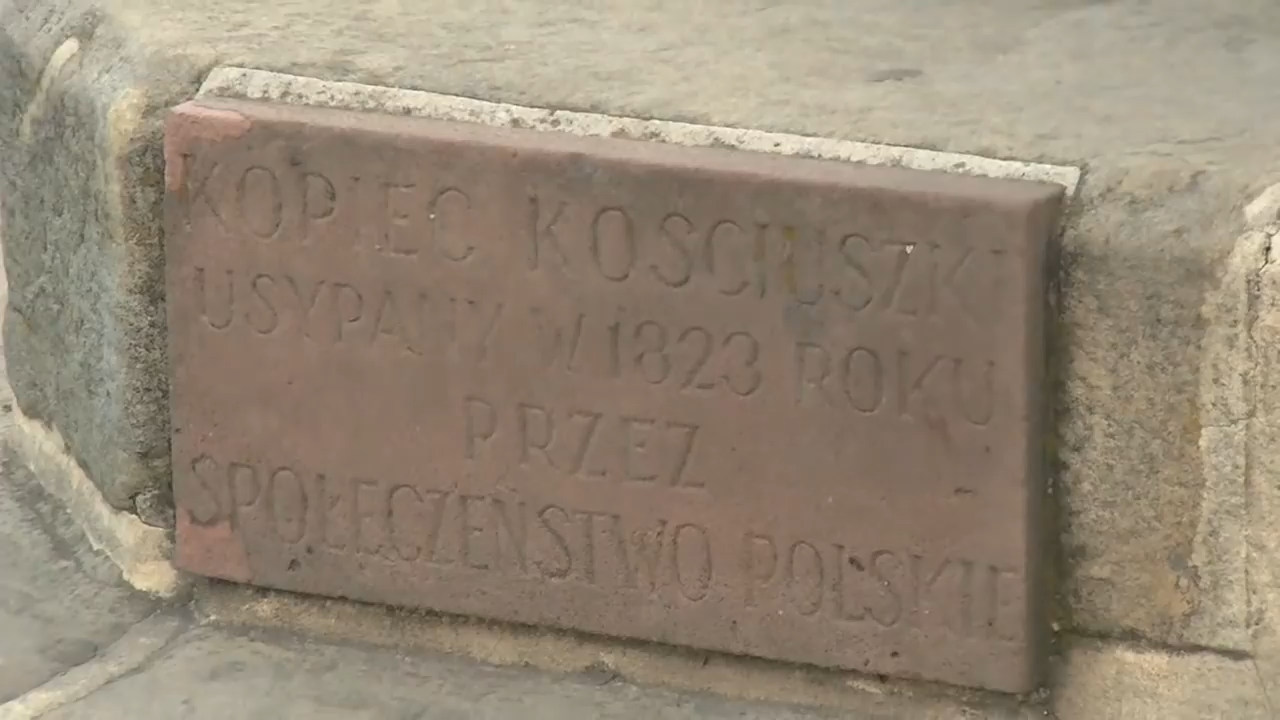 KOPIEC KOSCIUSZKI
USYPANY W 1823 ROKU
PRZEZ
SPOŁECZEŃSTWO POLSKIE